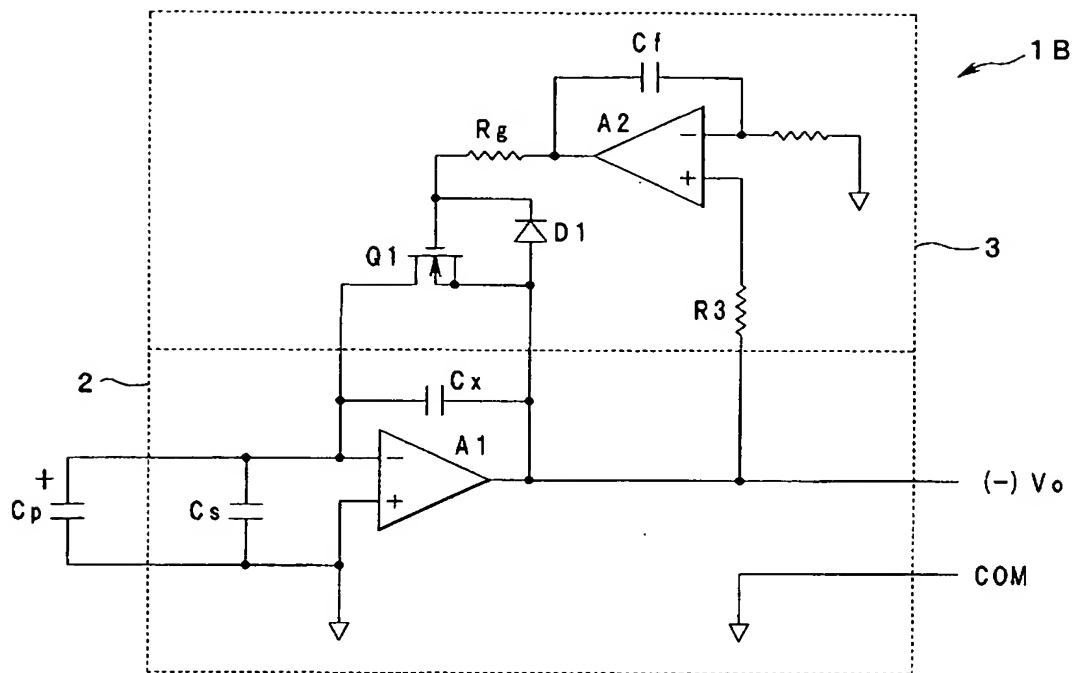 1B
Cf
A2
Rg
−
+
D1
Q1
3
R3
2
Cx
A1
−
+
+
Cp
Cs
(−) Vo
COM